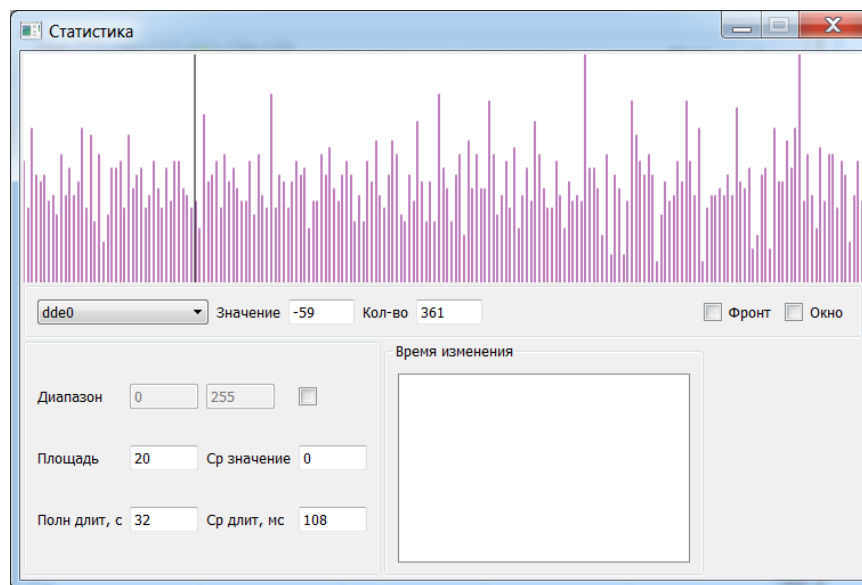 Статистика
dde0 Значение -59 Кол-во 361 Фронт Окно
Время изменения
Диапазон 0 255
Площадь 20 Ср значение 0
Полн длит, с 32 Ср длит, мс 108